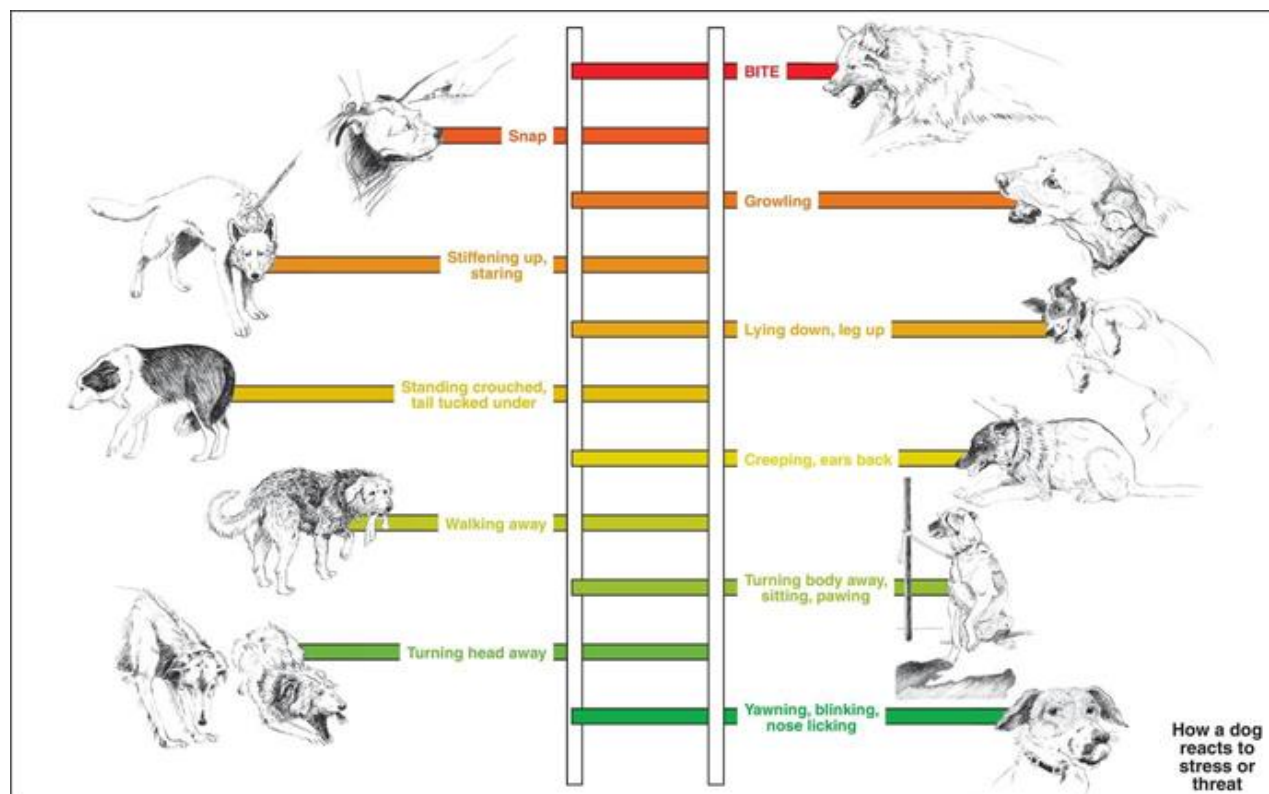 BITE
Snap
Growling
Stiffening up,
staring
Lying down, leg up
Standing crouched,
tail tucked under
Creeping, ears back
Walking away
Turning body away,
sitting, pawing
Turning head away
Yawning, blinking,
nose licking
How a dog
reacts to
stress or
threat